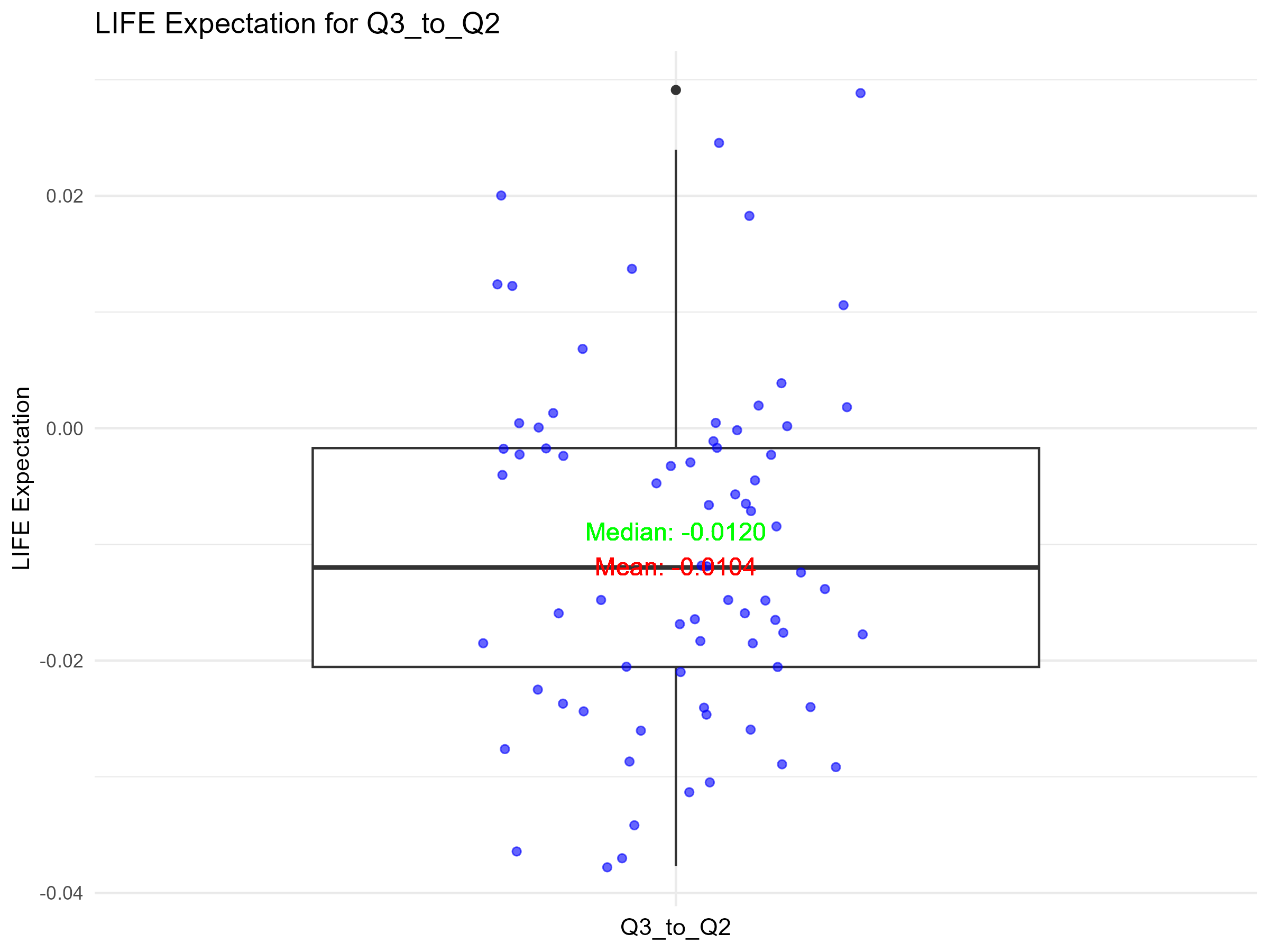 LIFE Expectation for Q3_to_Q2
LIFE Expectation
0.02
0.00
-0.02
-0.04
Median: -0.0120
Mean: -0.0104
Q3_to_Q2